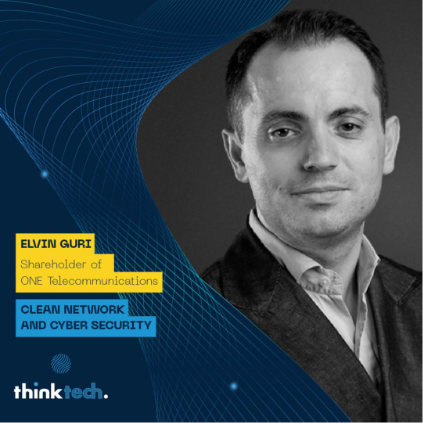 ELVIN GURI
Shareholder of
ONE Telecommunications
CLEAN NETWORK
AND CYBER SECURITY
thinktech.